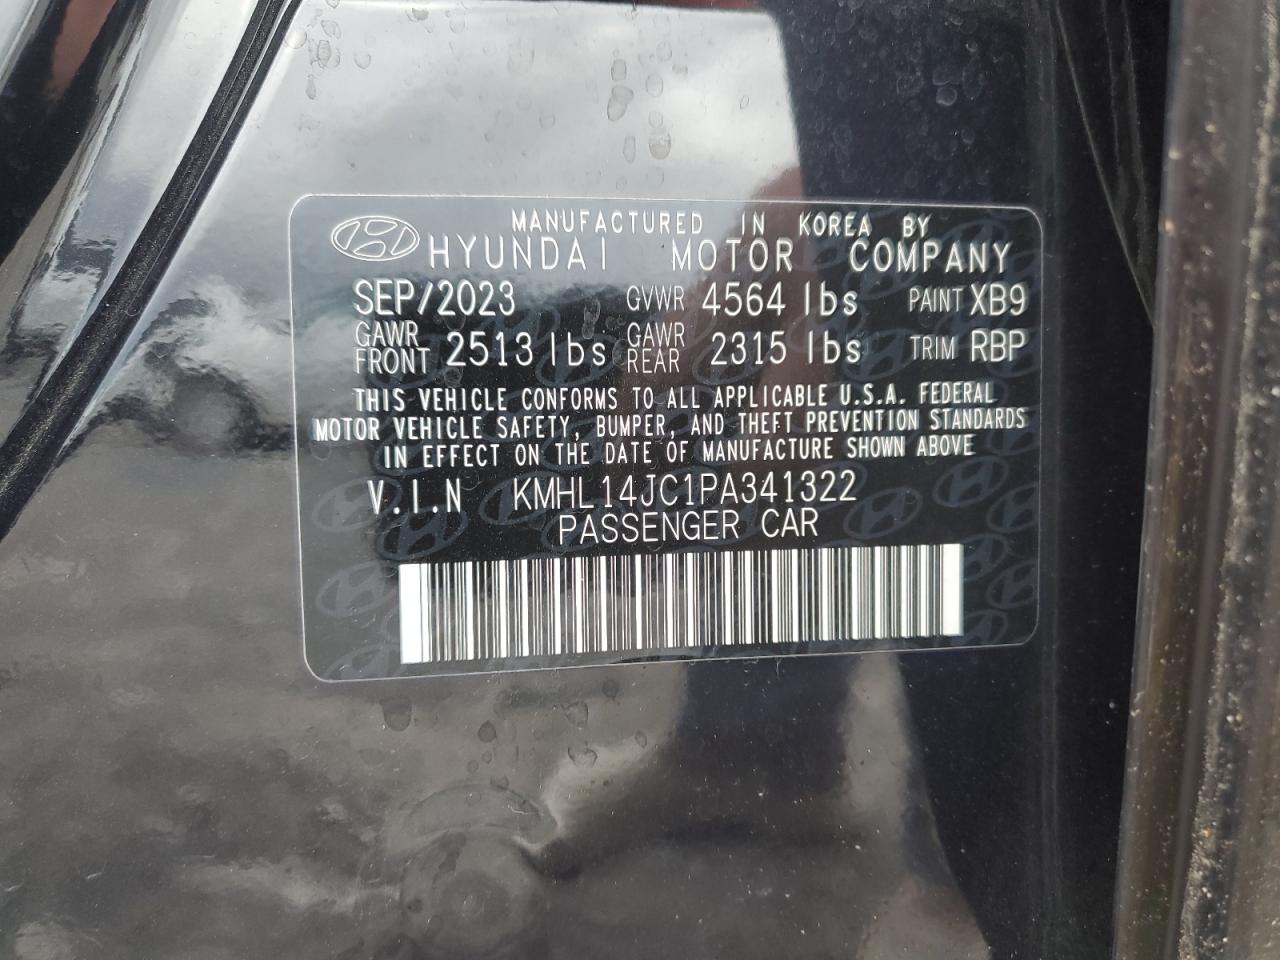 MANUFACTURED IN KOREA BY
HYUNDAI MOTOR COMPANY
SEP/2023 GVWR 4564 lbs PAINT XB9
GAWR FRONT 2513 lbs GAWR REAR 2315 lbs TRIM RBP
THIS VEHICLE CONFORMS TO ALL APPLICABLE U.S.A. FEDERAL
MOTOR VEHICLE SAFETY, BUMPER, AND THEFT PREVENTION STANDARDS
IN EFFECT ON THE DATE OF MANUFACTURE SHOWN ABOVE
V.I.N KMHL14JC1PA341322
PASSENGER CAR